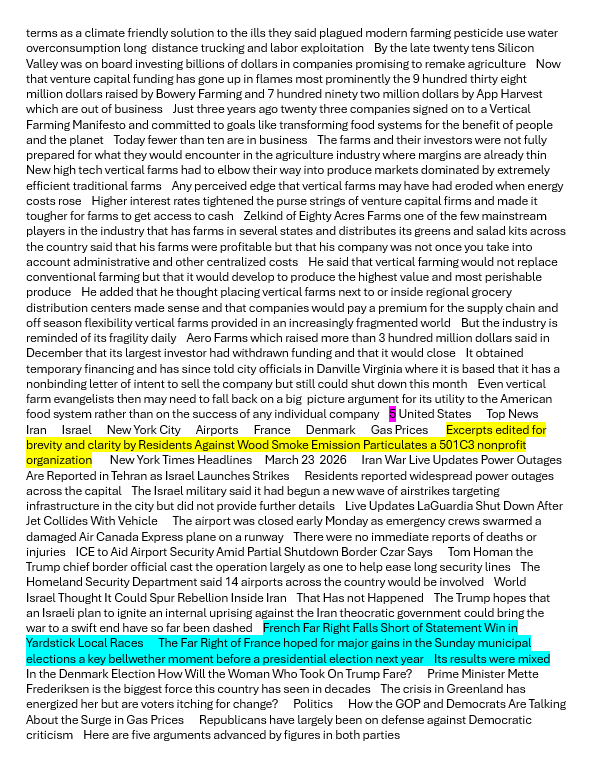 terms as a climate friendly solution to the ills they said plagued modern farming pesticide use water
overconsumption long distance trucking and labor exploitation By the late twenty tens Silicon
Valley was on board investing billions of dollars in companies promising to remake agriculture Now
that venture capital funding has gone up in flames most prominently the 9 hundred thirty eight
million dollars raised by Bowery Farming and 7 hundred ninety two million dollars by App Harvest
which are out of business Just three years ago twenty three companies signed on to a Vertical
Farming Manifesto and committed to goals like transforming food systems for the benefit of people
and the planet Today fewer than ten are in business The farms and their investors were not fully
prepared for what they would encounter in the agriculture industry where margins are already thin
New high tech vertical farms had to elbow their way into produce markets dominated by extremely
efficient traditional farms Any perceived edge that vertical farms may have had eroded when energy
costs rose Higher interest rates tightened the purse strings of venture capital firms and made it
tougher for farms to get access to cash Zelkind of Eighty Acres Farms one of the few mainstream
players in the industry that has farms in several states and distributes its greens and salad kits across
the country said that his farms were profitable but that his company was not once you take into
account administrative and other centralized costs He said that vertical farming would not replace
conventional farming but that it would develop to produce the highest value and most perishable
produce He added that he thought placing vertical farms next to or inside regional grocery
distribution centers made sense and that companies would pay a premium for the supply chain and
off season flexibility vertical farms provided in an increasingly fragmented world But the industry is
reminded of its fragility daily Aero Farms which raised more than 3 hundred million dollars said in
December that its largest investor had withdrawn funding and that it would close It obtained
temporary financing and has since told city officials in Danville Virginia where it is based that it has a
nonbinding letter of intent to sell the company but still could shut down this month Even vertical
farm evangelists then may need to fall back on a big picture argument for its utility to the American
food system rather than on the success of any individual company 5 United States Top News
Iran Israel New York City Airports France Denmark Gas Prices Excerpts edited for
brevity and clarity by Residents Against Wood Smoke Emission Particulates a 501C3 nonprofit
organization New York Times Headlines March 23 2026 Iran War Live Updates Power Outages
Are Reported in Tehran as Israel Launches Strikes Residents reported widespread power outages
across the capital The Israel military said it had begun a new wave of airstrikes targeting
infrastructure in the city but did not provide further details Live Updates LaGuardia Shut Down After
Jet Collides With Vehicle The airport was closed early Monday as emergency crews swarmed a
damaged Air Canada Express plane on a runway There were no immediate reports of deaths or
injuries ICE to Aid Airport Security Amid Partial Shutdown Border Czar Says Tom Homan the
Trump chief border official cast the operation largely as one to help ease long security lines The
Homeland Security Department said 14 airports across the country would be involved World
Israel Thought It Could Spur Rebellion Inside Iran That Has not Happened The Trump hopes that
an Israeli plan to ignite an internal uprising against the Iran theocratic government could bring the
war to a swift end have so far been dashed French Far Right Falls Short of Statement Win in
Yardstick Local Races The Far Right of France hoped for major gains in the Sunday municipal
elections a key bellwether moment before a presidential election next year Its results were mixed
In the Denmark Election How Will the Woman Who Took On Trump Fare? Prime Minister Mette
Frederiksen is the biggest force this country has seen in decades The crisis in Greenland has
energized her but are voters itching for change? Politics How the GOP and Democrats Are Talking
About the Surge in Gas Prices Republicans have largely been on defense against Democratic
criticism Here are five arguments advanced by figures in both parties